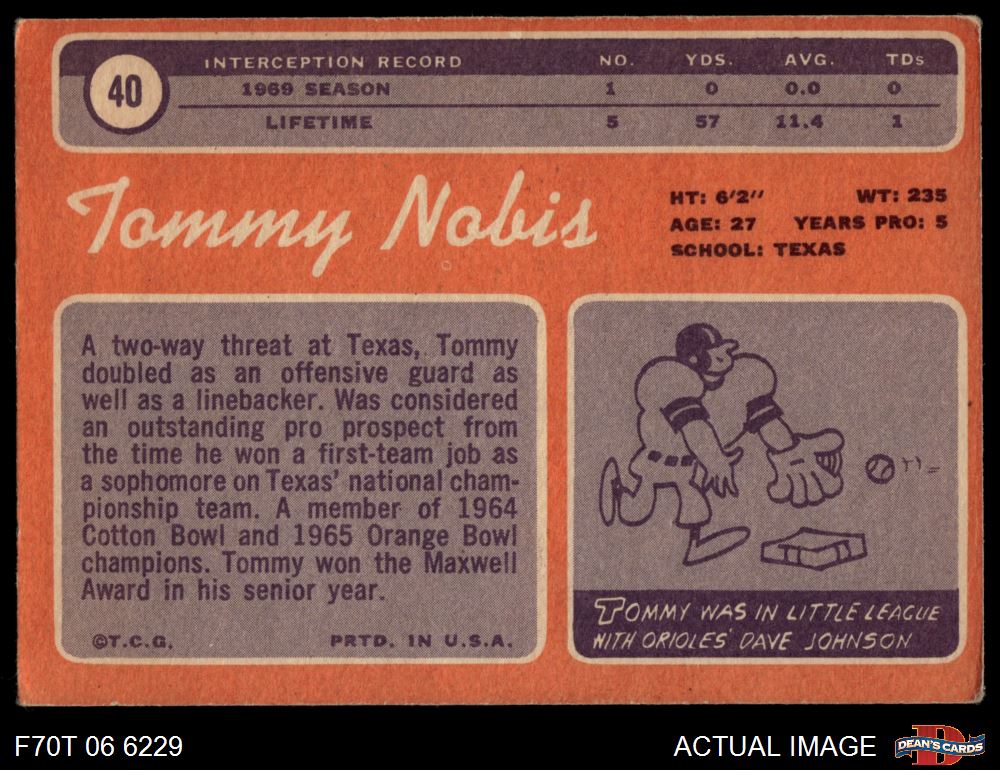 40
INTERCEPTION RECORD NO. YDS. AVG. TDs
1969 SEASON 1 0 0.0 0
LIFETIME 5 57 11.4 1
Tommy Nobis
HT: 6'2" WT: 235
AGE: 27 YEARS PRO: 5
SCHOOL: TEXAS
A two-way threat at Texas, Tommy
doubled as an offensive guard as
well as a linebacker. Was considered
an outstanding pro prospect from
the time he won a first-team job as
a sophomore on Texas' national cham-
pionship team. A member of 1964
Cotton Bowl and 1965 Orange Bowl
champions. Tommy won the Maxwell
Award in his senior year.
©T.C.G. PRTD. IN U.S.A.
TOMMY WAS IN LITTLE LEAGUE
WITH ORIOLES' DAVE JOHNSON
F70T 06 6229
ACTUAL IMAGE
D
DEAN'S CARDS